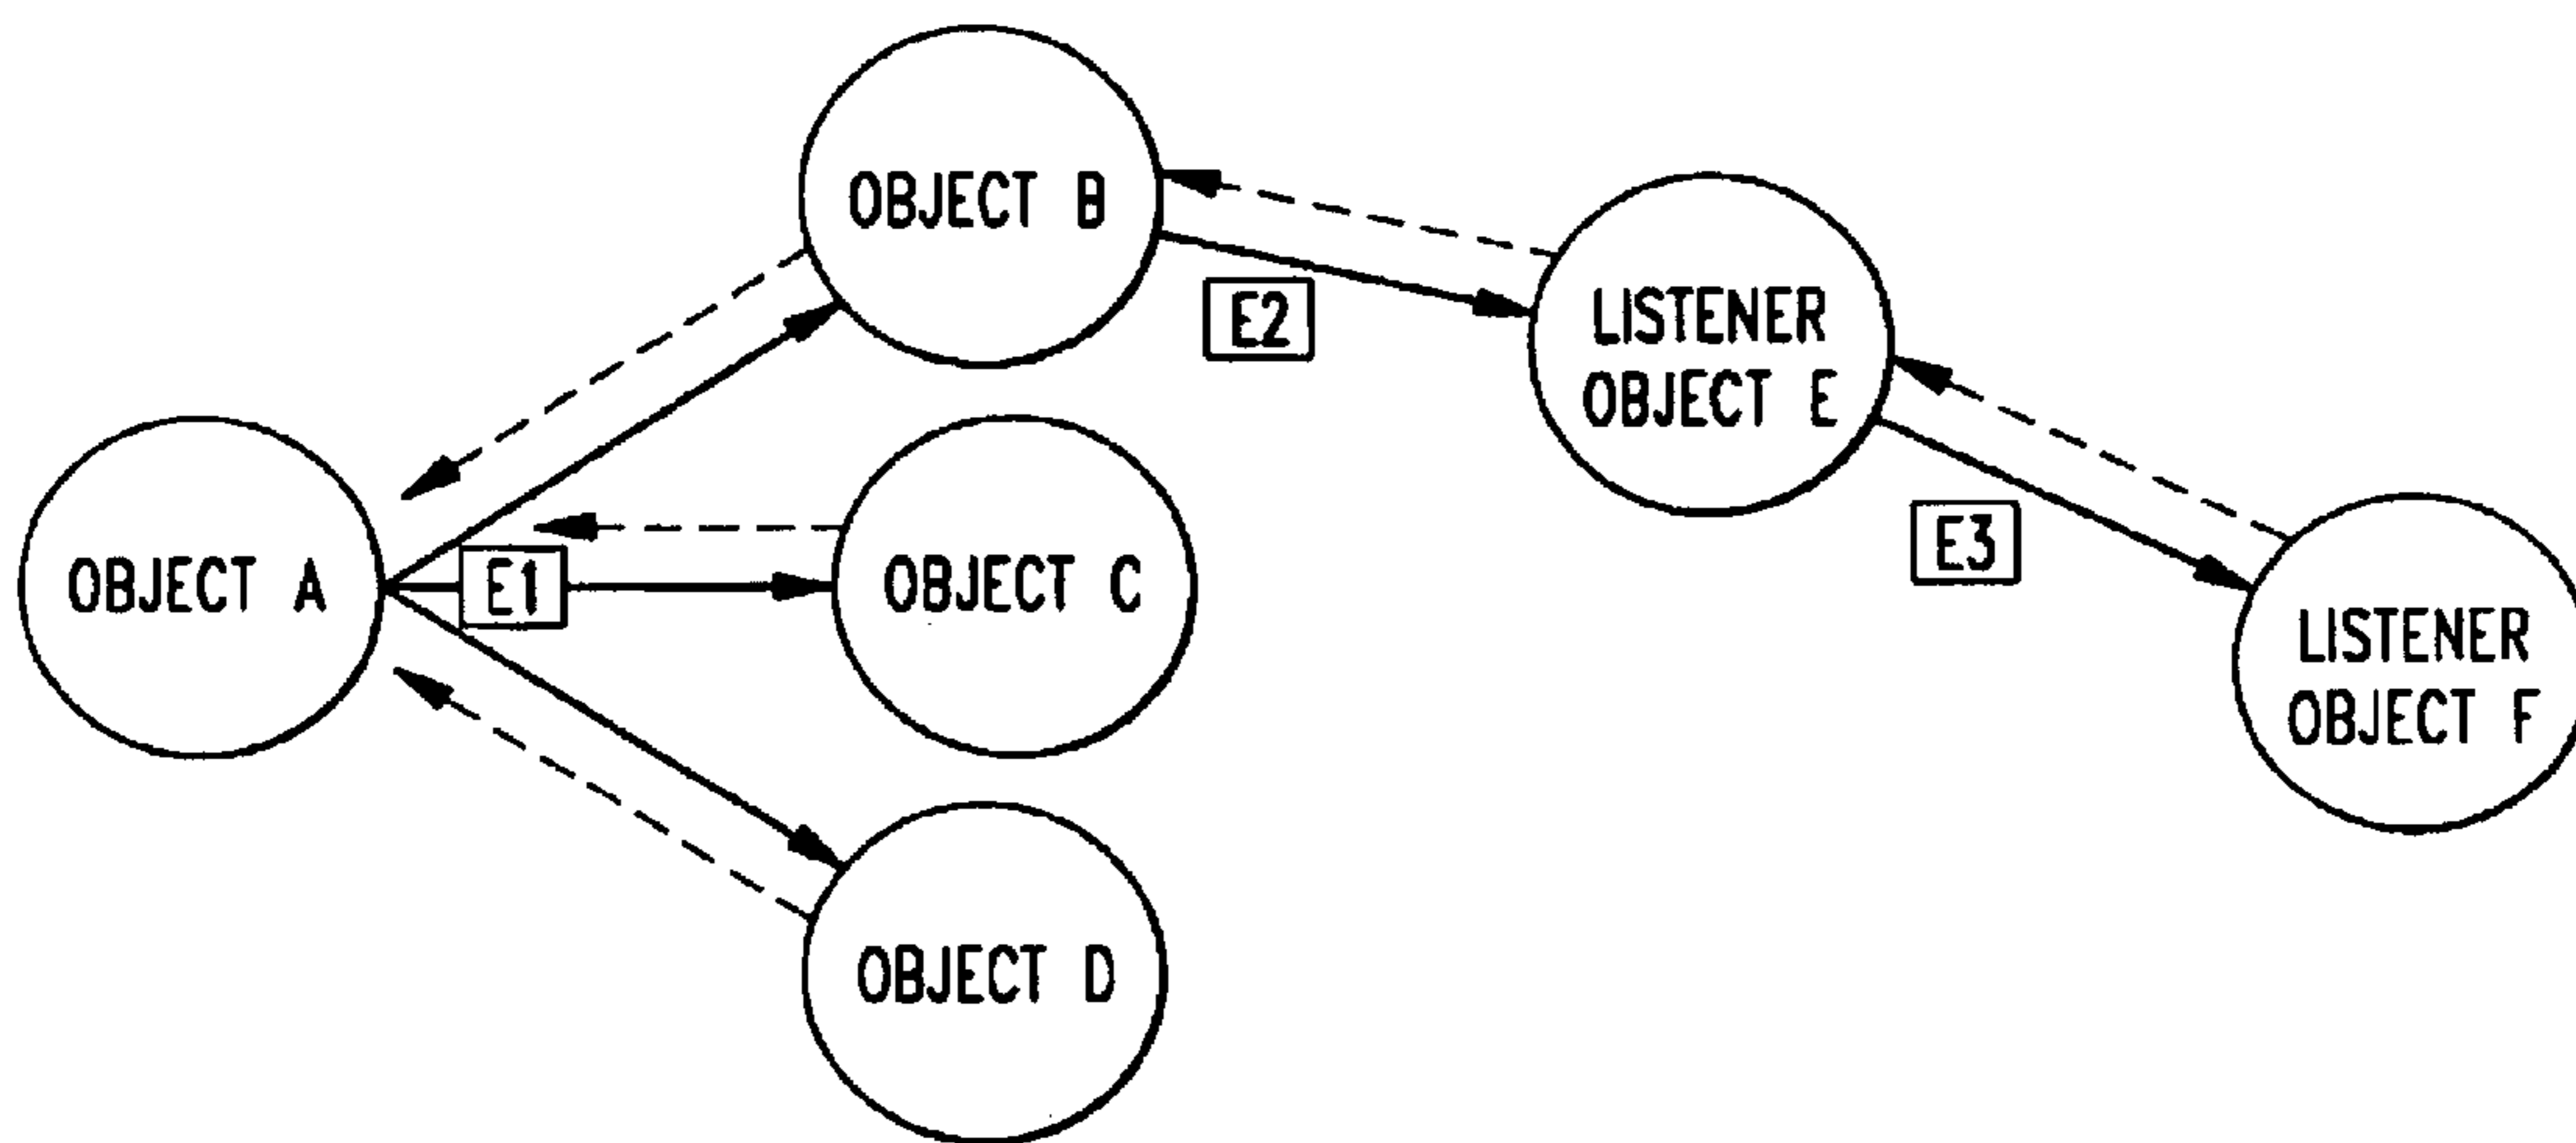 OBJECT B
E2
LISTENER
OBJECT E
OBJECT A
E1
OBJECT C
E3
LISTENER
OBJECT F
OBJECT D